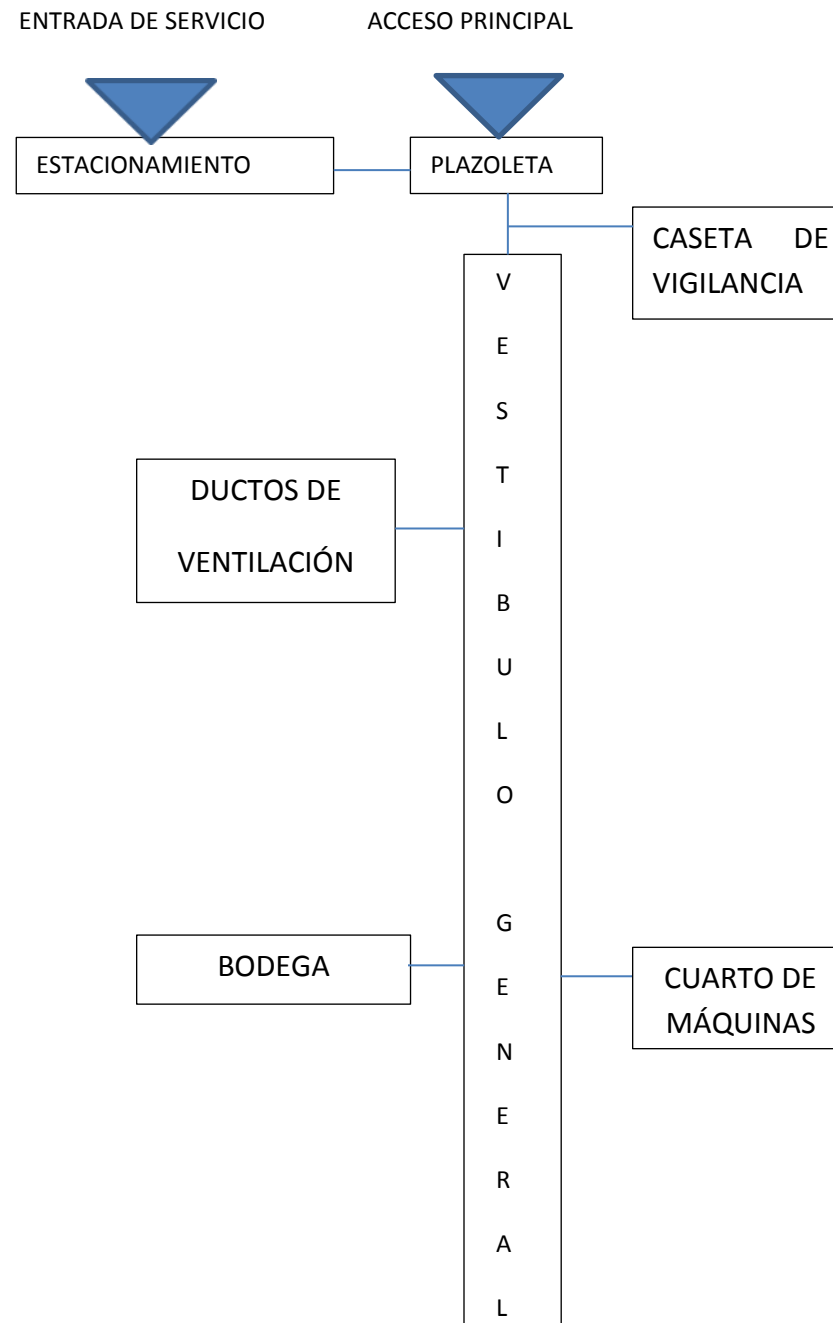 ENTRADA DE SERVICIO
ACCESO PRINCIPAL
ESTACIONAMIENTO
PLAZOLETA
CASETA DE
VIGILANCIA
V
E
S
T
I
B
U
L
O
G
E
N
E
R
A
L
DUCTOS DE
VENTILACIÓN
BODEGA
CUARTO DE
MÁQUINAS